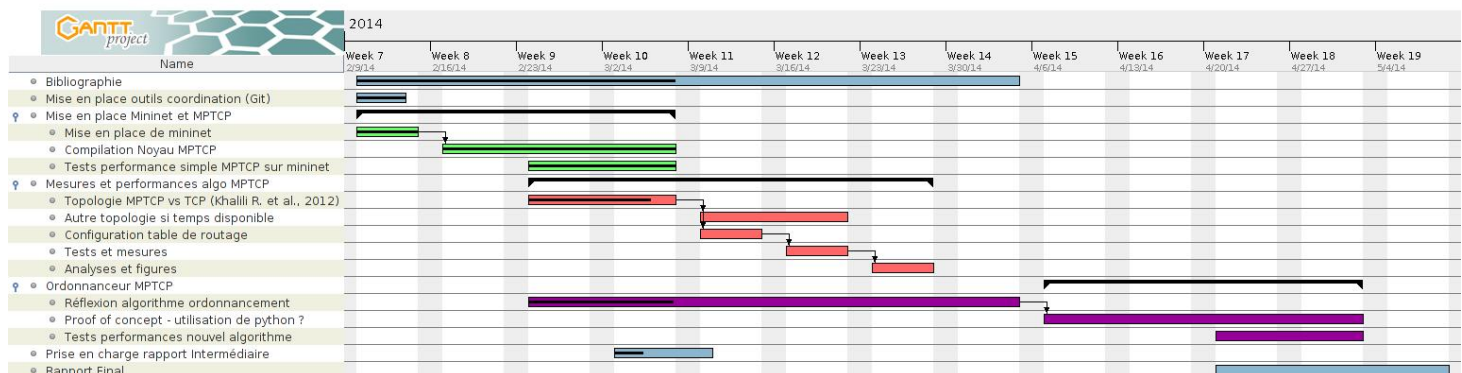 GANTT
project
2014
Name
Week 7
Week 8
Week 9
Week 10
Week 11
Week 12
Week 13
Week 14
Week 15
Week 16
Week 17
Week 18
Week 19
2/9/14
2/16/14
2/23/14
3/2/14
3/9/14
3/16/14
3/23/14
3/30/14
4/6/14
4/13/14
4/20/14
4/27/14
5/4/14
Bibliographie
Mise en place outils coordination (Git)
Mise en place Mininet et MPTCP
Mise en place de mininet
Compilation Noyau MPTCP
Tests performance simple MPTCP sur mininet
Mesures et performances algo MPTCP
Topologie MPTCP vs TCP (Khalili R. et al., 2012)
Autre topologie si temps disponible
Configuration table de routage
Tests et mesures
Analyses et figures
Ordonnanceur MPTCP
Réflexion algorithme ordonnancement
Proof of concept - utilisation de python ?
Tests performances nouvel algorithme
Prise en charge rapport Intermédiaire
Rapport Final